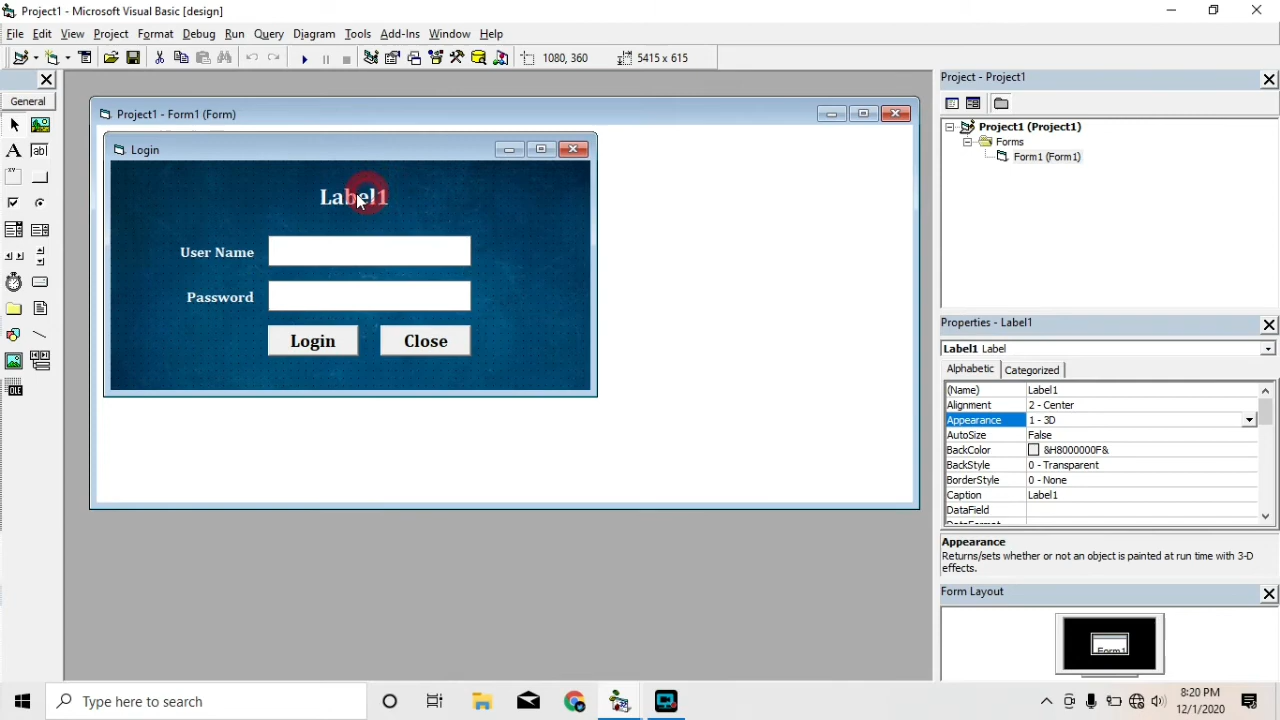 Project1 - Microsoft Visual Basic [design]
File Edit View Project Format Debug Run Query Diagram Tools Add-Ins Window Help
1080, 360 5415 x 615
General
Project1 - Form1 (Form)
Login
Label1
User Name
Password
Login Close
Project - Project1
Project1 (Project1)
Forms
Form1 (Form1)
Properties - Label1
Label1 Label
Alphabetic Categorized
(Name) Label1
Alignment 2 - Center
Appearance 1 - 3D
AutoSize False
BackColor &H8000000F&
BackStyle 0 - Transparent
BorderStyle 0 - None
Caption Label1
DataField
DataFormat
Appearance
Returns/sets whether or not an object is painted at run time with 3-D
effects.
Form Layout
Form1
Type here to search
8:20 PM
12/1/2020